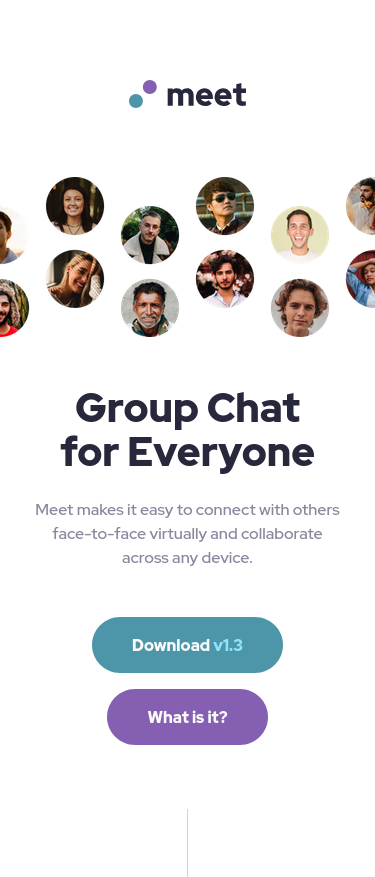 meet
Group Chat
for Everyone
Meet makes it easy to connect with others
face-to-face virtually and collaborate
across any device.
Download v1.3
What is it?